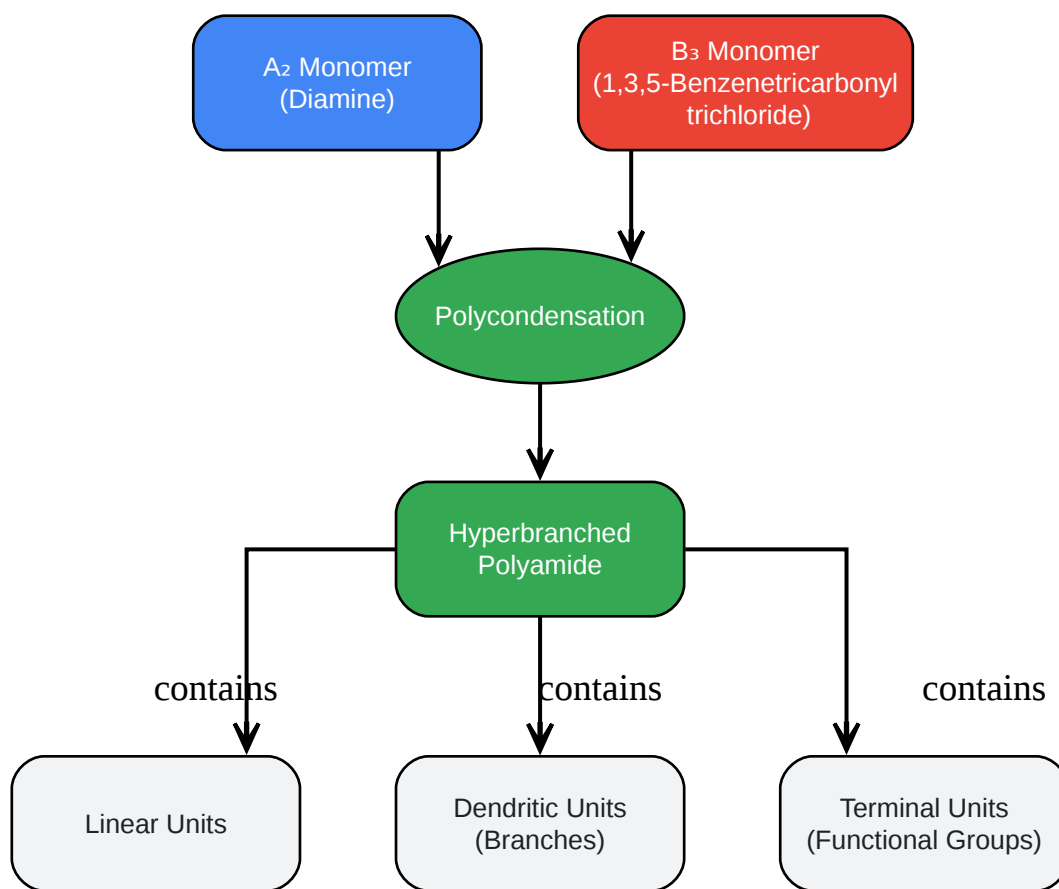 A₂ Monomer
(Diamine)
B₃ Monomer
(1,3,5-Benzenetricarbonyl
trichloride)
Polycondensation
Hyperbranched
Polyamide
contains
contains
contains
Linear Units
Dendritic Units
(Branches)
Terminal Units
(Functional Groups)